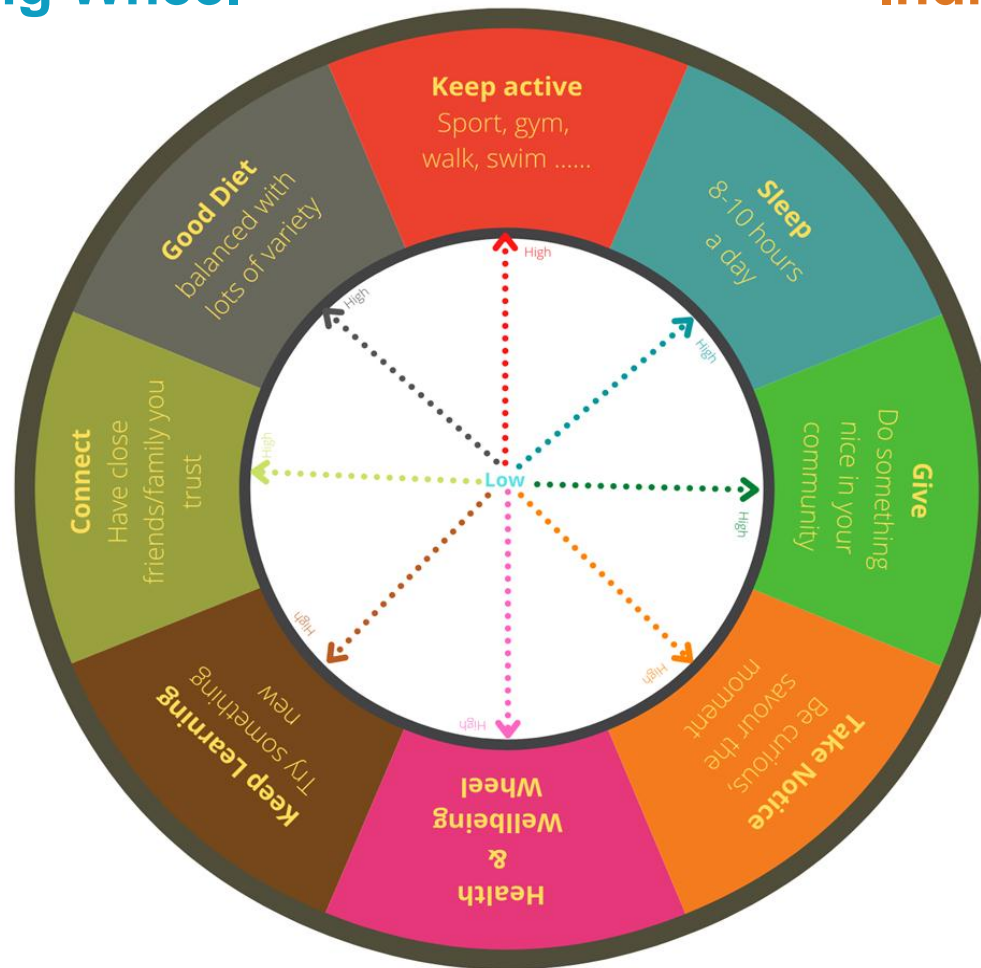 ng Wheel
Keep active
Sport, gym,
walk, swim ......
Sleep
8-10 hours
a day
Give
Do something
nice in your
community
Take Notice
Be curious,
savour the
moment
Health
&
Wellbeing
Wheel
Keep Learning
Try something
new
Connect
Have close
friends/family you
trust
Good Diet
balanced with
lots of variety
High
High
High
High
High
High
High
High
Low